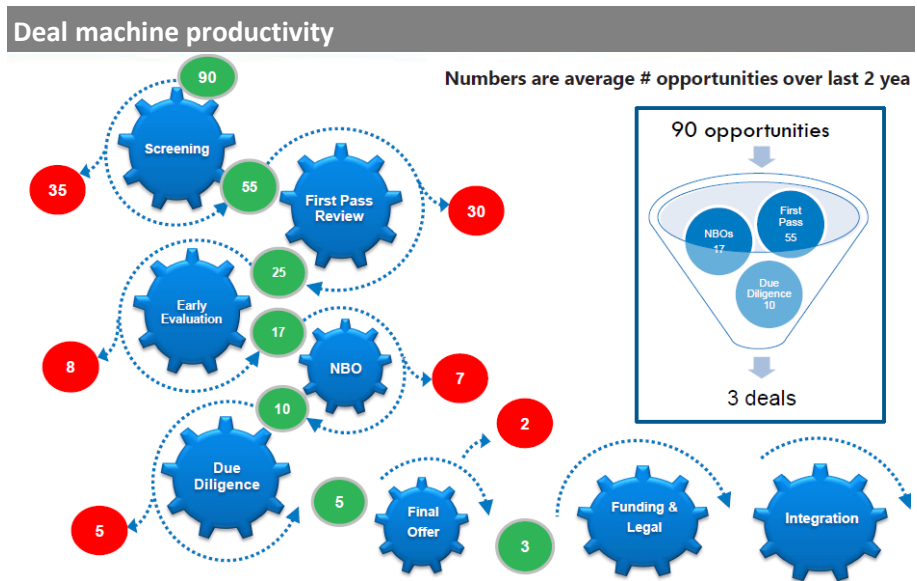 Deal machine productivity
Numbers are average # opportunities over last 2 yea
90
Screening
35
55
First Pass
Review
30
25
Early
Evaluation
17
8
NBO
7
10
Due
Diligence
5
5
Final
Offer
2
3
Funding &
Legal
Integration
90 opportunities
NBOs
17
First
Pass
55
Due
Diligence
10
3 deals